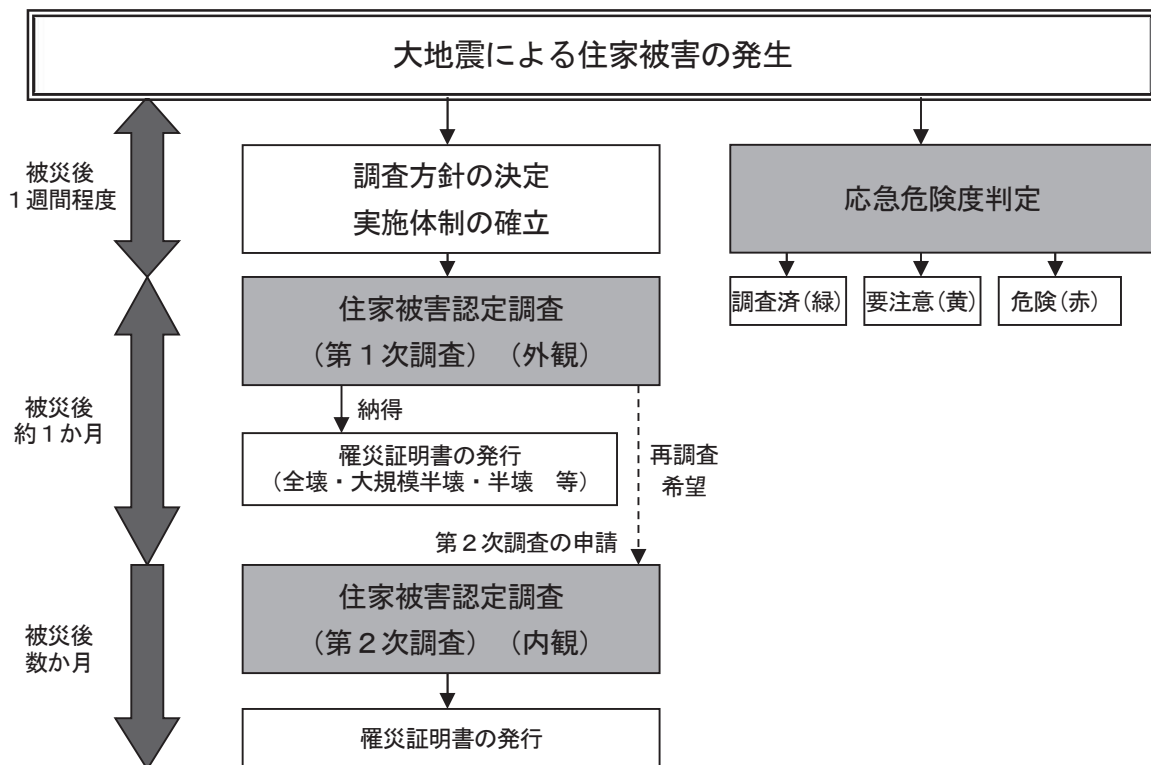 大地震による住家被害の発生
被災後
１週間程度
調査方針の決定
実施体制の確立
応急危険度判定
調査済（緑）
要注意（黄）
危険（赤）
住家被害認定調査
（第１次調査）（外観）
被災後
約１か月
納得
罹災証明書の発行
（全壊・大規模半壊・半壊　等）
再調査
希望
第２次調査の申請
住家被害認定調査
（第２次調査）（内観）
被災後
数か月
罹災証明書の発行